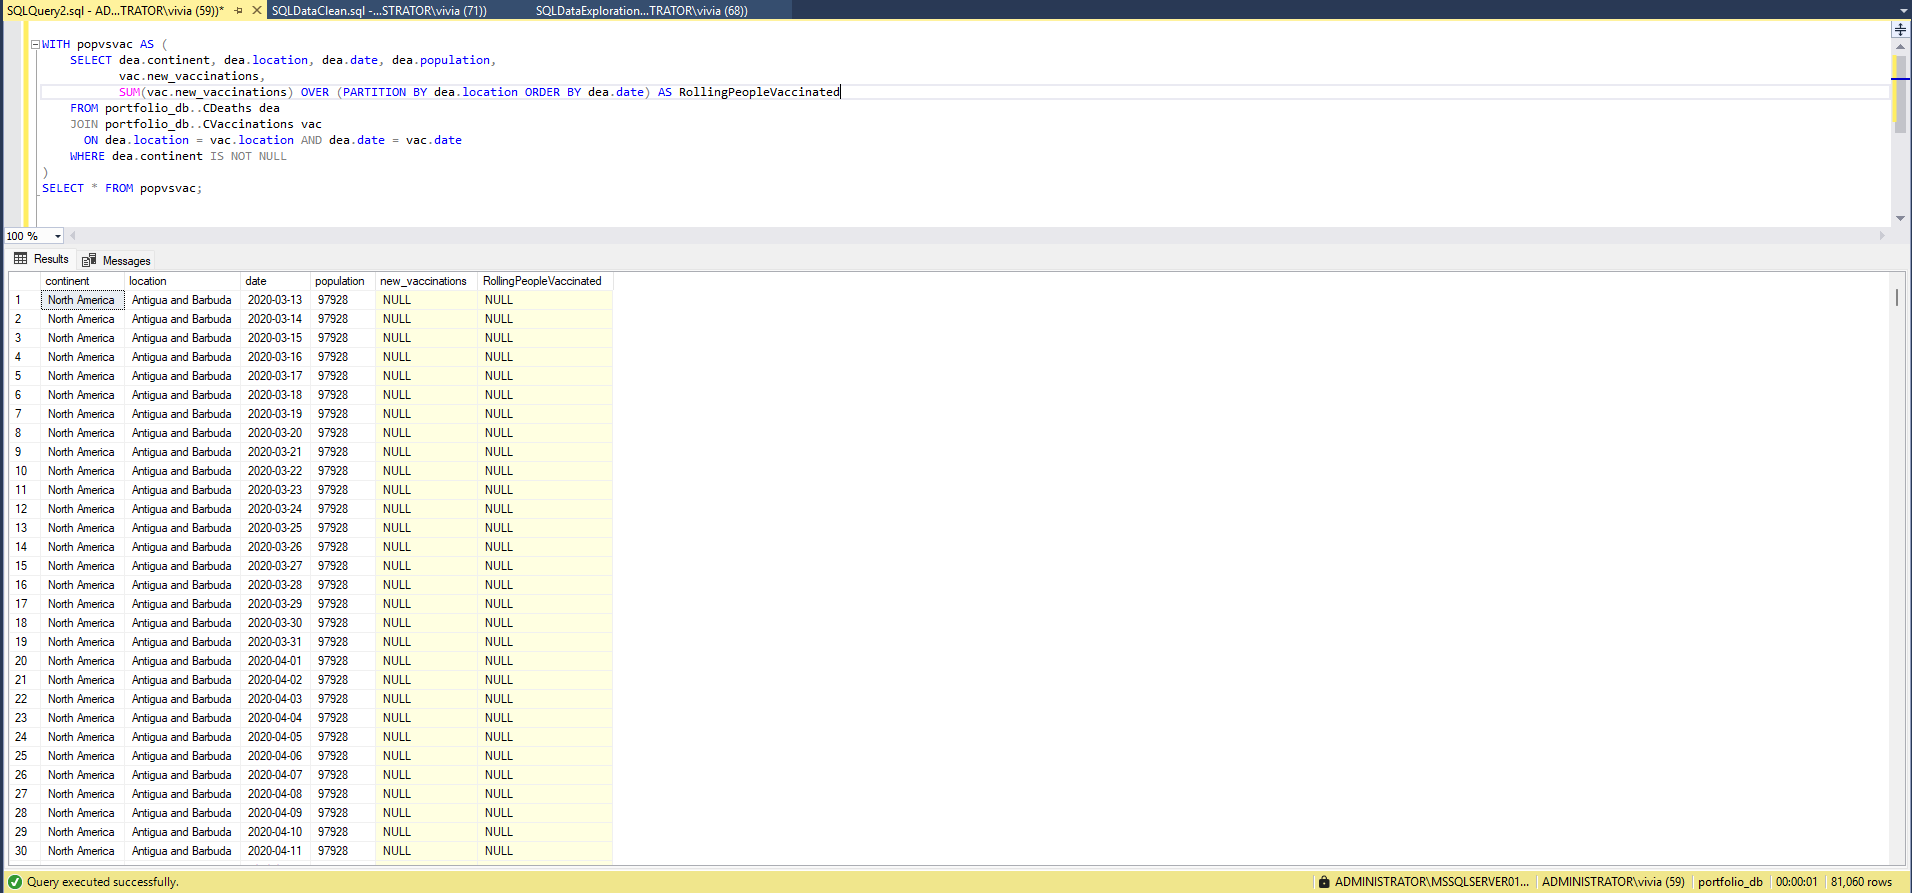 SQLQuery2.sql - AD...TRATOR\vivia (59))* SQLDataClean.sql -...STRATOR\vivia (71)) SQLDataExploration...TRATOR\vivia (68))
WITH popvsvac AS (
SELECT dea.continent, dea.location, dea.date, dea.population,
vac.new_vaccinations,
SUM(vac.new_vaccinations) OVER (PARTITION BY dea.location ORDER BY dea.date) AS RollingPeopleVaccinated
FROM portfolio_db..CDeaths dea
JOIN portfolio_db..CVaccinations vac
ON dea.location = vac.location AND dea.date = vac.date
WHERE dea.continent IS NOT NULL
)
SELECT * FROM popvsvac;
100 %
Results Messages
continent location date population new_vaccinations RollingPeopleVaccinated
1 North America Antigua and Barbuda 2020-03-13 97928 NULL NULL
2 North America Antigua and Barbuda 2020-03-14 97928 NULL NULL
3 North America Antigua and Barbuda 2020-03-15 97928 NULL NULL
4 North America Antigua and Barbuda 2020-03-16 97928 NULL NULL
5 North America Antigua and Barbuda 2020-03-17 97928 NULL NULL
6 North America Antigua and Barbuda 2020-03-18 97928 NULL NULL
7 North America Antigua and Barbuda 2020-03-19 97928 NULL NULL
8 North America Antigua and Barbuda 2020-03-20 97928 NULL NULL
9 North America Antigua and Barbuda 2020-03-21 97928 NULL NULL
10 North America Antigua and Barbuda 2020-03-22 97928 NULL NULL
11 North America Antigua and Barbuda 2020-03-23 97928 NULL NULL
12 North America Antigua and Barbuda 2020-03-24 97928 NULL NULL
13 North America Antigua and Barbuda 2020-03-25 97928 NULL NULL
14 North America Antigua and Barbuda 2020-03-26 97928 NULL NULL
15 North America Antigua and Barbuda 2020-03-27 97928 NULL NULL
16 North America Antigua and Barbuda 2020-03-28 97928 NULL NULL
17 North America Antigua and Barbuda 2020-03-29 97928 NULL NULL
18 North America Antigua and Barbuda 2020-03-30 97928 NULL NULL
19 North America Antigua and Barbuda 2020-03-31 97928 NULL NULL
20 North America Antigua and Barbuda 2020-04-01 97928 NULL NULL
21 North America Antigua and Barbuda 2020-04-02 97928 NULL NULL
22 North America Antigua and Barbuda 2020-04-03 97928 NULL NULL
23 North America Antigua and Barbuda 2020-04-04 97928 NULL NULL
24 North America Antigua and Barbuda 2020-04-05 97928 NULL NULL
25 North America Antigua and Barbuda 2020-04-06 97928 NULL NULL
26 North America Antigua and Barbuda 2020-04-07 97928 NULL NULL
27 North America Antigua and Barbuda 2020-04-08 97928 NULL NULL
28 North America Antigua and Barbuda 2020-04-09 97928 NULL NULL
29 North America Antigua and Barbuda 2020-04-10 97928 NULL NULL
30 North America Antigua and Barbuda 2020-04-11 97928 NULL NULL
Query executed successfully. ADMINISTRATOR\MSSQLSERVER01... ADMINISTRATOR\vivia (59) portfolio_db 00:00:01 81,060 rows